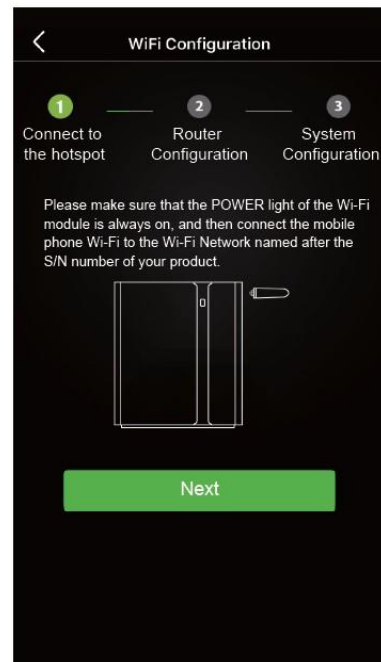 WiFi Configuration
1 2 3
Connect to the hotspot
Router Configuration
System Configuration
Please make sure that the POWER light of the Wi-Fi
module is always on, and then connect the mobile
phone Wi-Fi to the Wi-Fi Network named after the
S/N number of your product.
Next